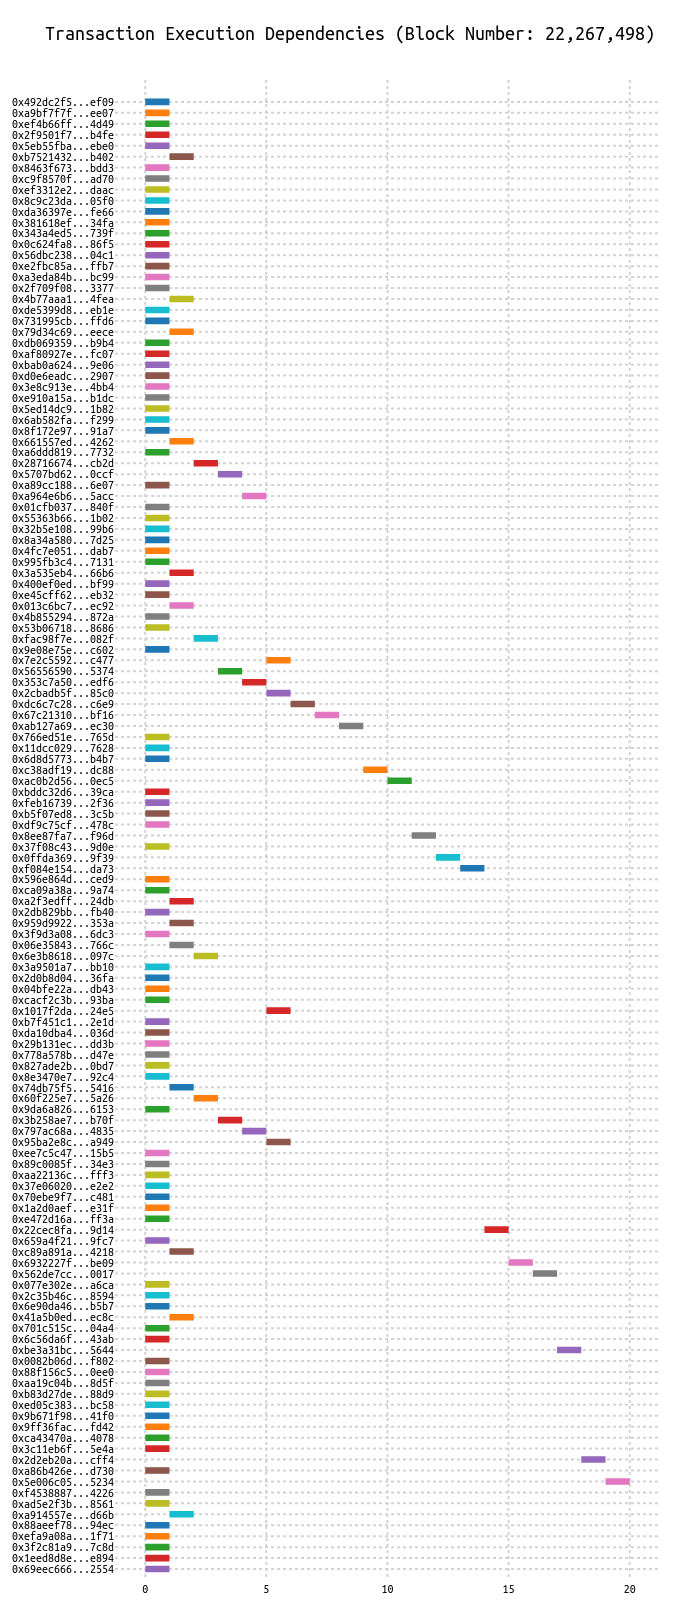 Transaction Execution Dependencies (Block Number: 22,267,498)
0x492dc2f5...ef09
0xa9bf7f7f...ee07
0xef4b66ff...4d49
0x2f9501f7...b4fe
0x5eb55fba...ebe0
0xb7521432...b402
0x8463f673...bdd3
0xc9f8570f...ad70
0xef3312e2...daac
0x8c9c23da...05f0
0xda36397e...fe66
0x381618ef...34fa
0x343a4ed5...739f
0x0c624fa8...86f5
0x56dbc238...04c1
0xe2fbc85a...ffb7
0xa3eda84b...bc99
0x2f709f08...3377
0x4b77aaa1...4fea
0xde5399d8...eb1e
0x731995cb...ffd6
0x79d34c69...eece
0xdb069359...b9b4
0xaf80927e...fc07
0xbab0a624...9e06
0xd0e6eadc...2907
0x3e8c913e...4bb4
0xe910a15a...b1dc
0x5ed14dc9...1b82
0x6ab582fa...f299
0x8f172e97...91a7
0x661557ed...4262
0xa6ddd819...7732
0x28716674...cb2d
0x5707bd62...0ccf
0xa89cc188...6e07
0xa964e6b6...5acc
0x01cfb037...840f
0x55363b66...1b02
0x32b5e108...99b6
0x8a34a580...7d25
0x4fc7e051...dab7
0x995fb3c4...7131
0x3a535eb4...66b6
0x400ef0ed...bf99
0xe45cff62...eb32
0x013c6bc7...ec92
0x4b855294...872a
0x53b06718...8686
0xfac98f7e...082f
0x9e08e75e...c602
0x7e2c5592...c477
0x56556590...5374
0x353c7a50...edf6
0x2cbadb5f...85c0
0xdc6c7c28...c6e9
0x67c21310...bf16
0xab127a69...ec30
0x766ed51e...765d
0x11dcc029...7628
0x6d8d5773...b4b7
0xc38adf19...dc88
0xac0b2d56...0ec5
0xbddc32d6...39ca
0xfeb16739...2f36
0xb5f07ed8...3c5b
0xdf9c75cf...478c
0x8ee87fa7...f96d
0x37f08c43...9d0e
0x0ffda369...9f39
0xf084e154...da73
0x596e864d...ced9
0xca09a38a...9a74
0xa2f3edff...24db
0x2db829bb...fb40
0x959d9922...353a
0x3f9d3a08...6dc3
0x06e35843...766c
0x6e3b8618...097c
0x3a9501a7...bb10
0x2d0b8d04...36fa
0x04bfe22a...db43
0xcacf2c3b...93ba
0x1017f2da...24e5
0xb7f451c1...2e1d
0xda10dba4...036d
0x29b131ec...dd3b
0x778a578b...d47e
0x827ade2b...0bd7
0x8e3470e7...92c4
0x74db75f5...5416
0x60f225e7...5a26
0x9da6a826...6153
0x3b258ae7...b70f
0x797ac68a...4835
0x95ba2e8c...a949
0xee7c5c47...15b5
0x89c0085f...34e3
0xaa22136c...fff3
0x37e06020...e2e2
0x70ebe9f7...c481
0x1a2d0aef...e31f
0xe472d16a...ff3a
0x22cec8fa...9d14
0x659a4f21...9fc7
0xc89a891a...4218
0x6932227f...be09
0x562de7cc...0017
0x077e302e...a6ca
0x2c35b46c...8594
0x6e90da46...b5b7
0x41a5b0ed...ec8c
0x701c515c...04a4
0x6c56da6f...43ab
0xbe3a31bc...5644
0x0082b06d...f802
0x88f156c5...0ee0
0xaa19c04b...8d5f
0xb83d27de...88d9
0xed05c383...bc58
0x9b671f98...41f0
0x9ff36fac...fd42
0xca43470a...4078
0x3c11eb6f...5e4a
0x2d2eb20a...cff4
0xa86b426e...d730
0x5e006c05...5234
0xf4538887...4226
0xad5e2f3b...8561
0xa914557e...d66b
0x88aeef78...94ec
0xefa9a08a...1f71
0x3f2c81a9...7c8d
0x1eed8d8e...e894
0x69eec666...2554
0 5 10 15 20